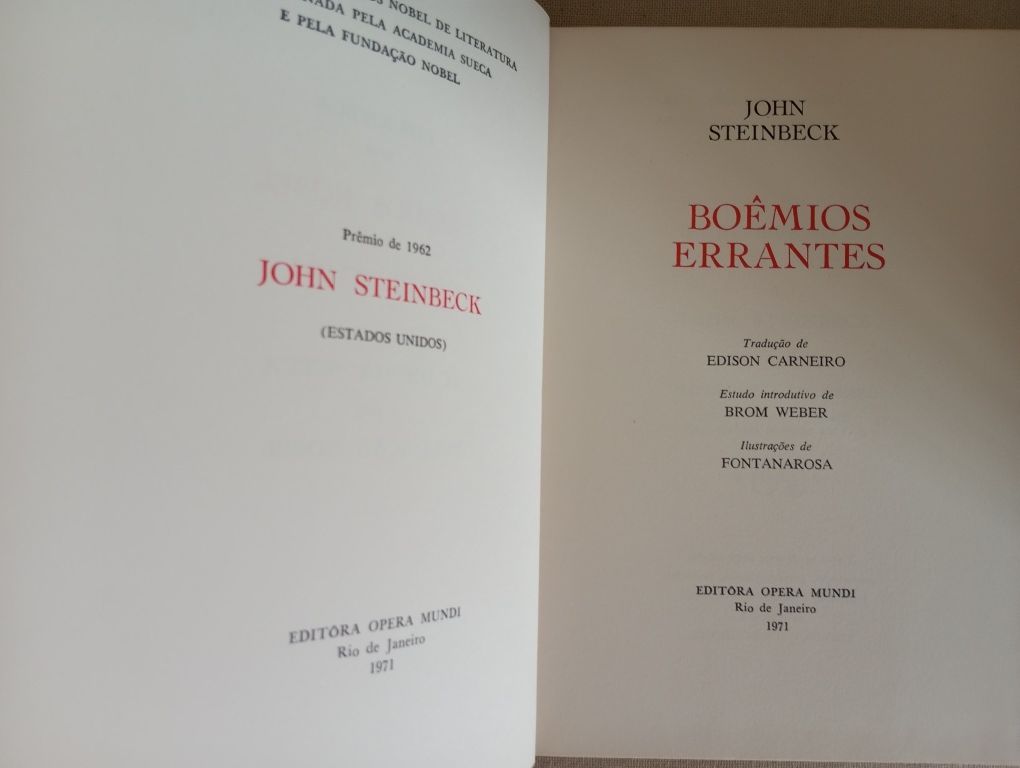 NOBEL DE LITERATURA
PELA ACADEMIA SUECA
E PELA FUNDAÇÃO NOBEL
Prêmio de 1962
JOHN STEINBECK
(ESTADOS UNIDOS)
EDITÔRA OPERA MUNDI
Rio de Janeiro
1971
JOHN
STEINBECK
BOÊMIOS
ERRANTES
Tradução de
EDISON CARNEIRO
Estudo introdutivo de
BROM WEBER
Ilustrações de
FONTANAROSA
EDITÔRA OPERA MUNDI
Rio de Janeiro
1971